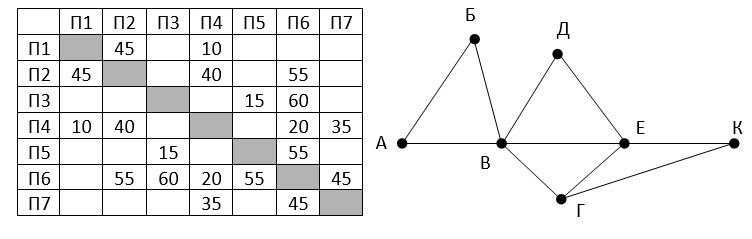 П1 П2 П3 П4 П5 П6 П7
П1 45 10
П2 45 40 55
П3 15 60
П4 10 40 20 35
П5 15 55
П6 55 60 20 55 45
П7 35 45
Б
Д
А
В
Е
К
Г